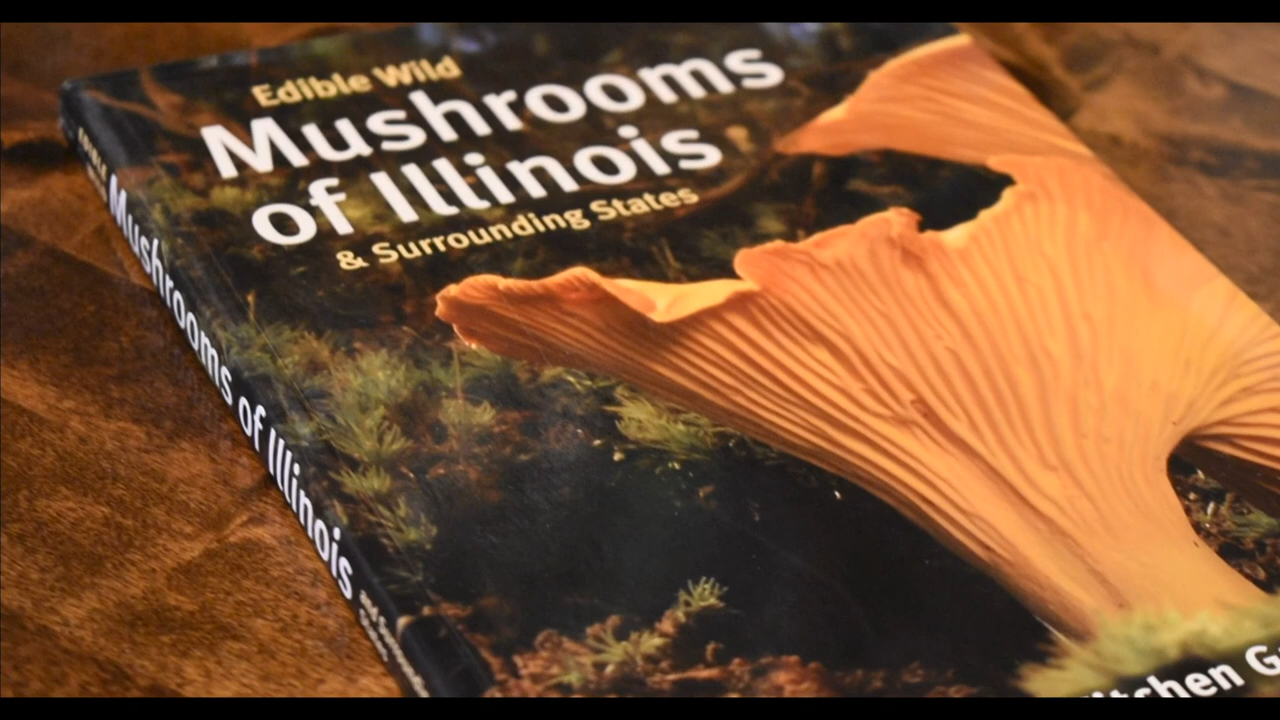 Edible Wild
Mushrooms
of Illinois
& Surrounding States
Mushrooms of Illinois